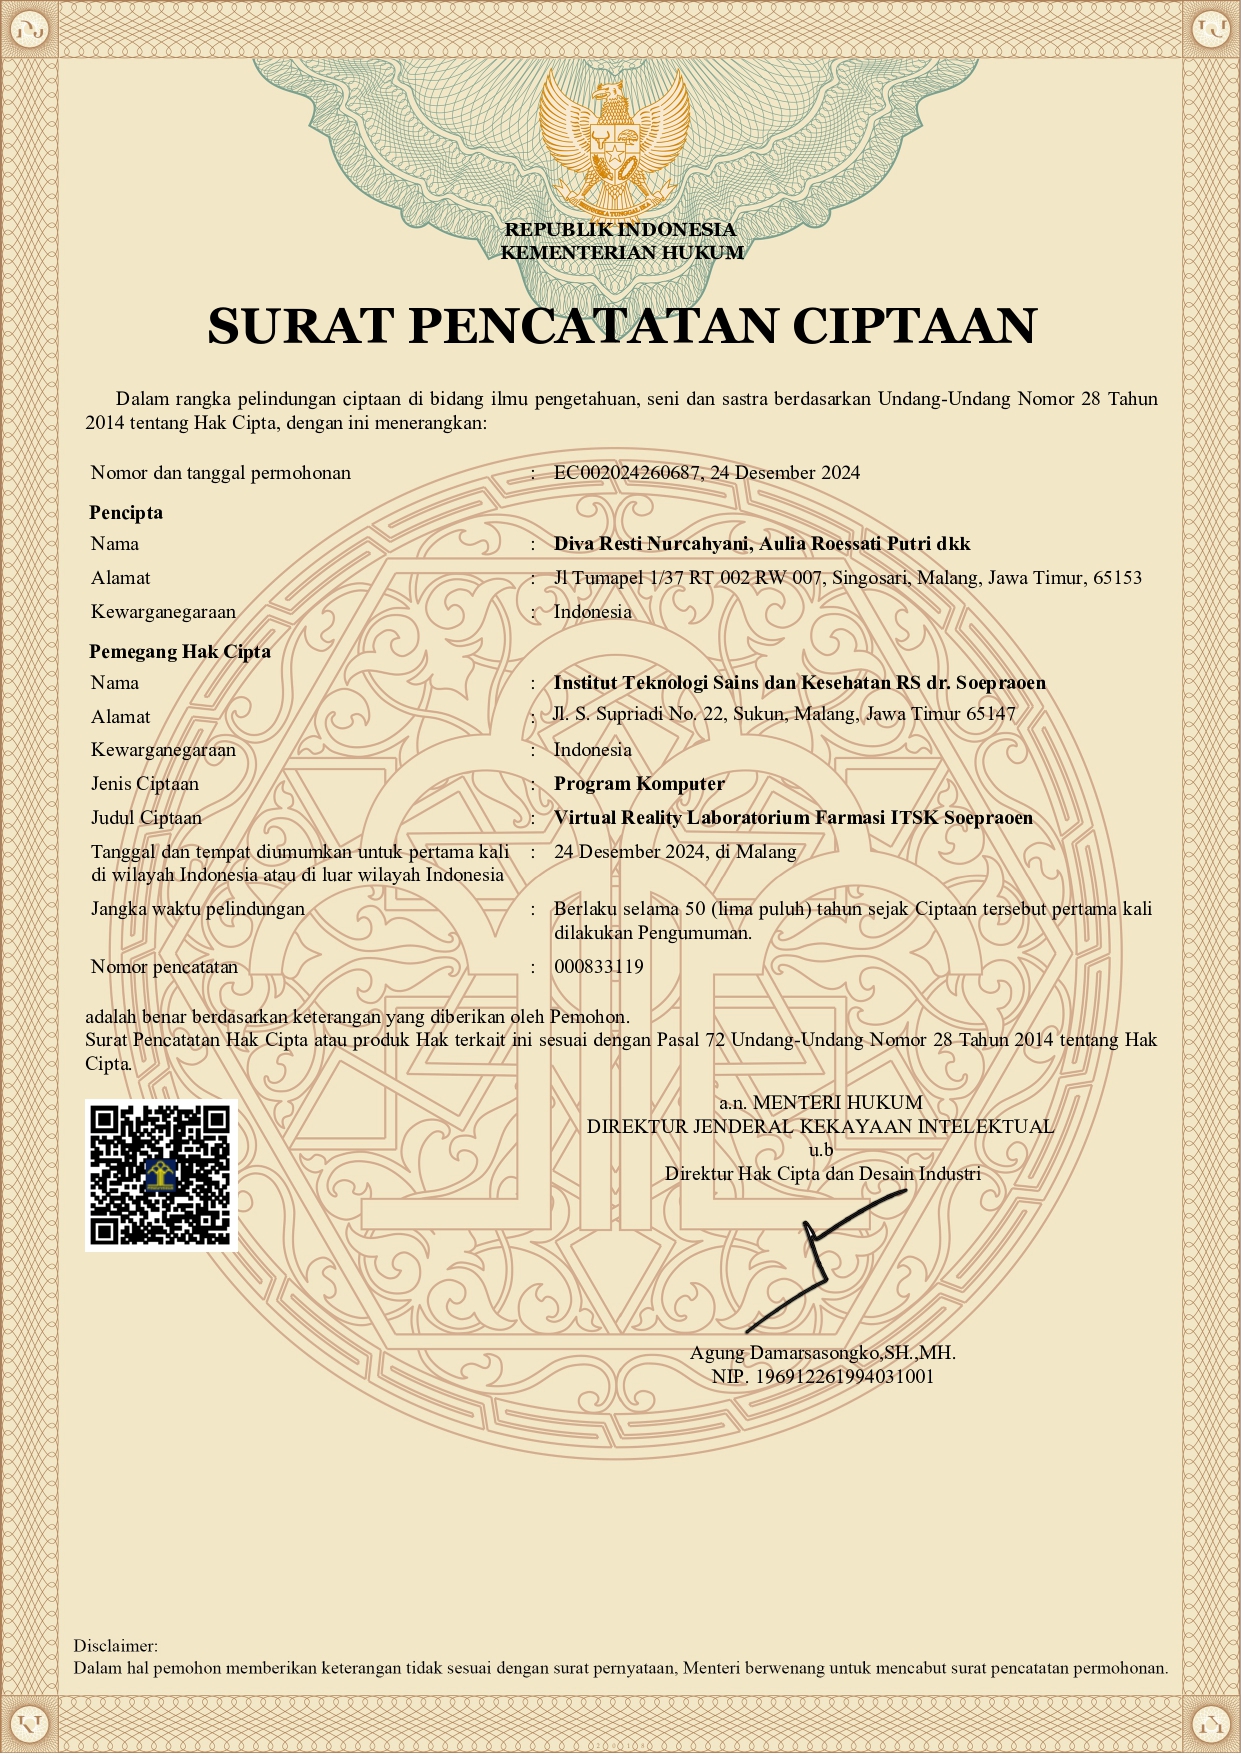 BHINNEKA TUNGGAL IKA
REPUBLIK INDONESIA
KEMENTERIAN HUKUM
SURAT PENCATATAN CIPTAAN
Dalam rangka pelindungan ciptaan di bidang ilmu pengetahuan, seni dan sastra berdasarkan Undang-Undang Nomor 28 Tahun
2014 tentang Hak Cipta, dengan ini menerangkan:
Nomor dan tanggal permohonan : EC002024260687, 24 Desember 2024
Pencipta
Nama : Diva Resti Nurcahyani, Aulia Roessati Putri dkk
Alamat : Jl Tumapel 1/37 RT 002 RW 007, Singosari, Malang, Jawa Timur, 65153
Kewarganegaraan : Indonesia
Pemegang Hak Cipta
Nama : Institut Teknologi Sains dan Kesehatan RS dr. Soepraoen
Alamat : Jl. S. Supriadi No. 22, Sukun, Malang, Jawa Timur 65147
Kewarganegaraan : Indonesia
Jenis Ciptaan : Program Komputer
Judul Ciptaan : Virtual Reality Laboratorium Farmasi ITSK Soepraoen
Tanggal dan tempat diumumkan untuk pertama kali : 24 Desember 2024, di Malang
di wilayah Indonesia atau di luar wilayah Indonesia
Jangka waktu pelindungan : Berlaku selama 50 (lima puluh) tahun sejak Ciptaan tersebut pertama kali
dilakukan Pengumuman.
Nomor pencatatan : 000833119
adalah benar berdasarkan keterangan yang diberikan oleh Pemohon.
Surat Pencatatan Hak Cipta atau produk Hak terkait ini sesuai dengan Pasal 72 Undang-Undang Nomor 28 Tahun 2014 tentang Hak
Cipta.
a.n. MENTERI HUKUM
DIREKTUR JENDERAL KEKAYAAN INTELEKTUAL
u.b
Direktur Hak Cipta dan Desain Industri
Agung Damarsasongko,SH.,MH.
NIP. 196912261994031001
Disclaimer:
Dalam hal pemohon memberikan keterangan tidak sesuai dengan surat pernyataan, Menteri berwenang untuk mencabut surat pencatatan permohonan.